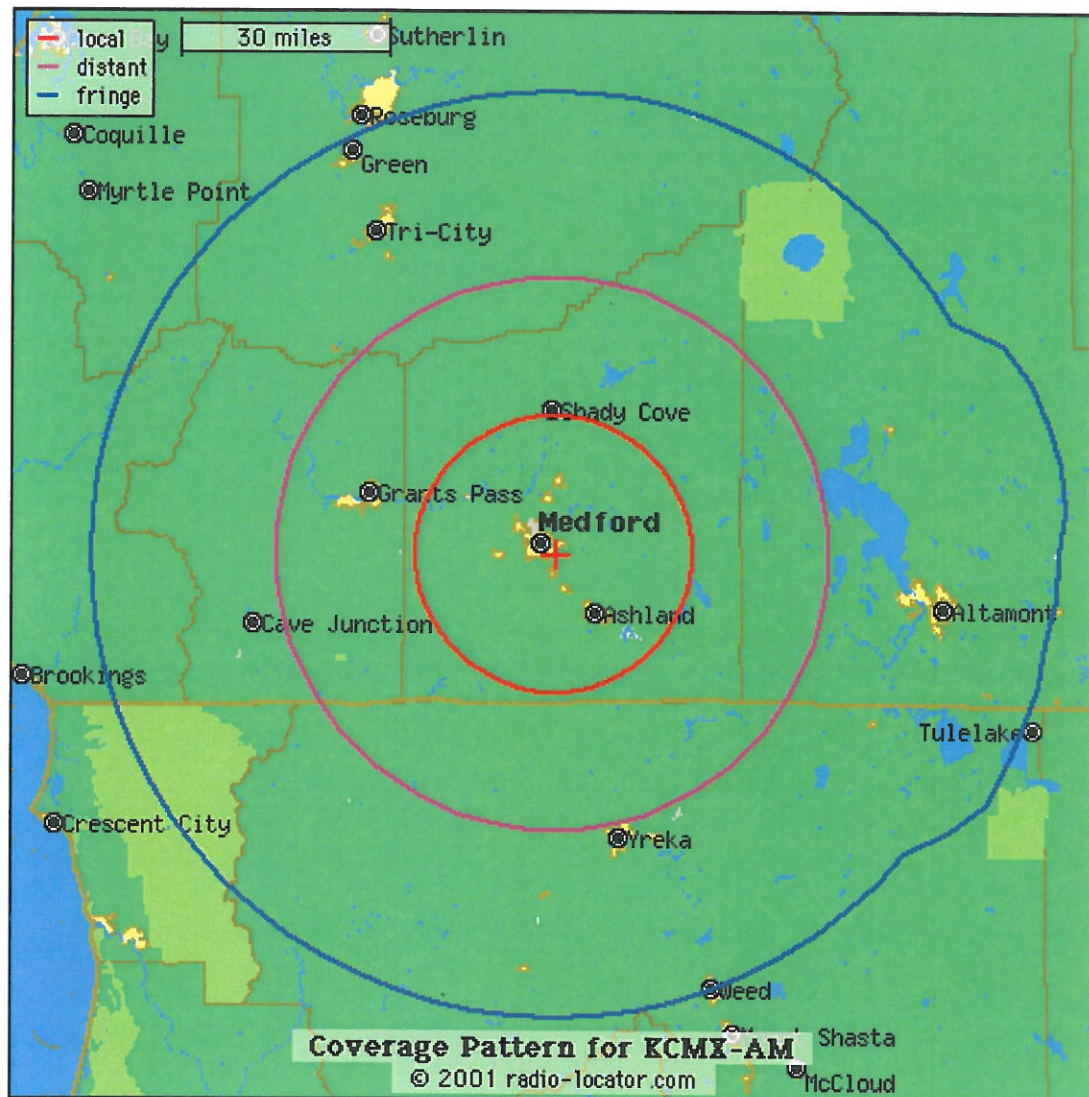 local
distant
fringe
30 miles
Sutherlin
Roseburg
Coquille
Green
Myrtle Point
Tri-City
Shady Cove
Grants Pass
Medford
Ashland
Altamont
Cave Junction
Brookings
Tulelake
Crescent City
Yreka
Weed
Shasta
McCloud
Coverage Pattern for KCMX-AM
© 2001 radio-locator.com